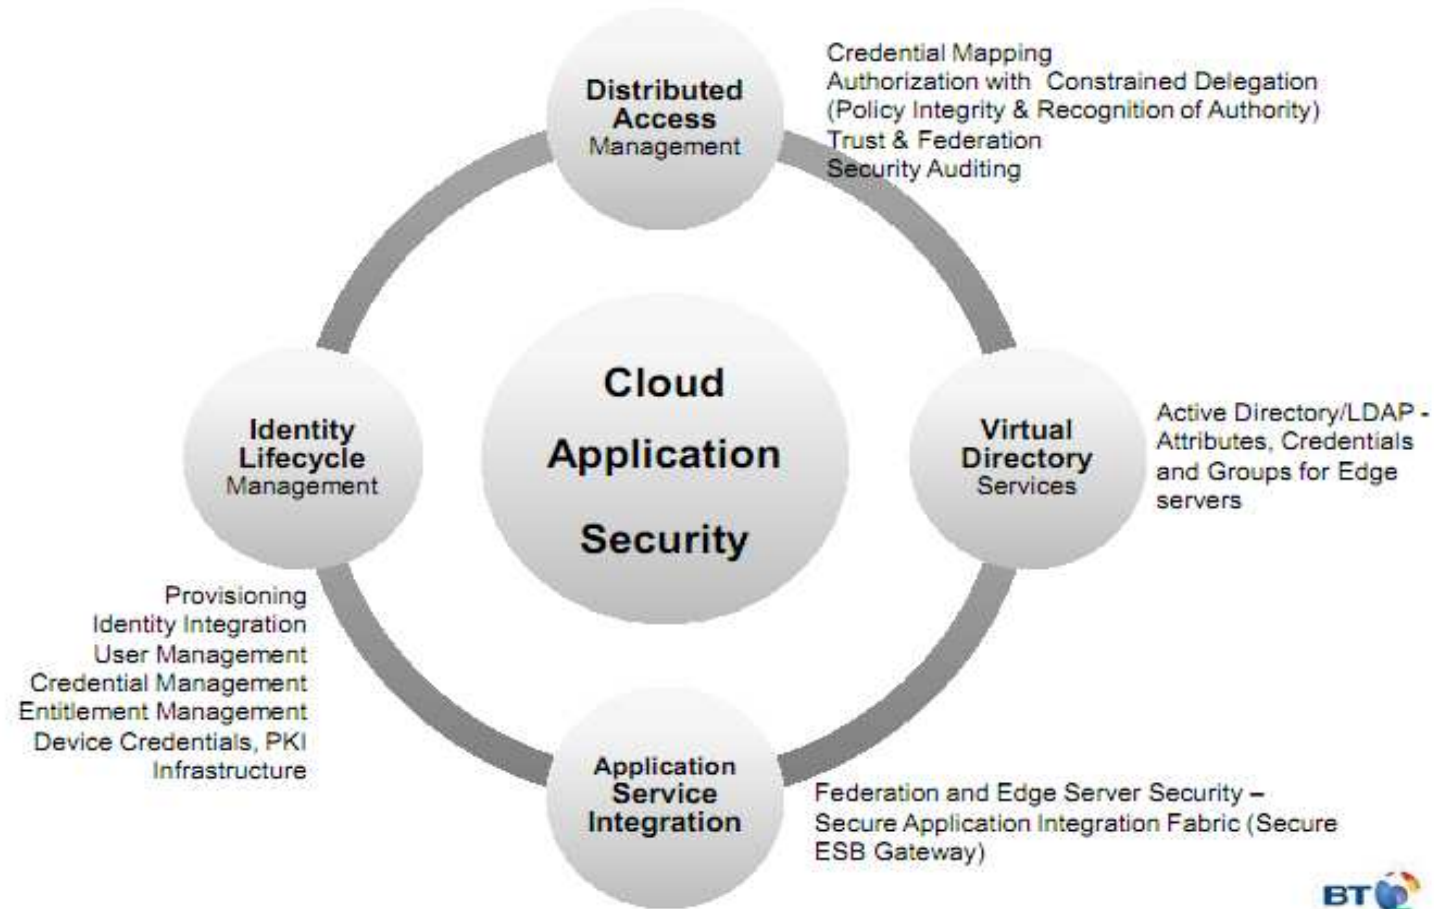 Distributed
Access
Management
Credential Mapping
Authorization with Constrained Delegation
(Policy Integrity & Recognition of Authority)
Trust & Federation
Security Auditing
Cloud
Application
Security
Identity
Lifecycle
Management
Virtual
Directory
Services
Active Directory/LDAP -
Attributes, Credentials
and Groups for Edge
servers
Provisioning
Identity Integration
User Management
Credential Management
Entitlement Management
Device Credentials, PKI
Infrastructure
Application
Service
Integration
Federation and Edge Server Security –
Secure Application Integration Fabric (Secure
ESB Gateway)
BT